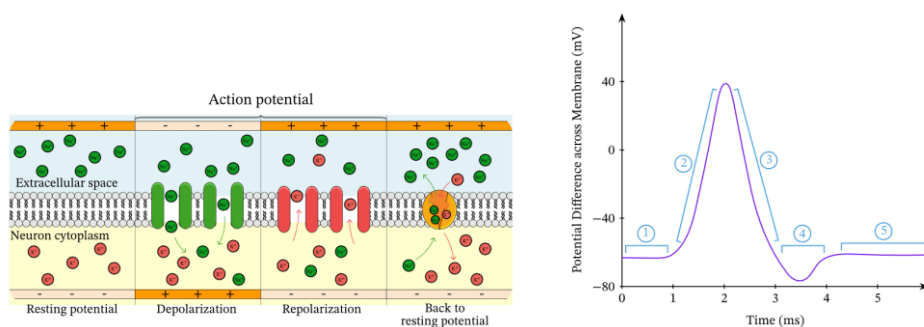 Action potential
+ + +
- - -
+ + +
+ + +
Na⁺
K⁺
Extracellular space
Neuron cytoplasm
- - -
+ + +
- - -
- - -
Resting potential
Depolarization
Repolarization
Back to
resting potential
Potential Difference across Membrane (mV)
40
0
−40
−80
1
2
3
4
5
0
1
2
3
4
5
Time (ms)